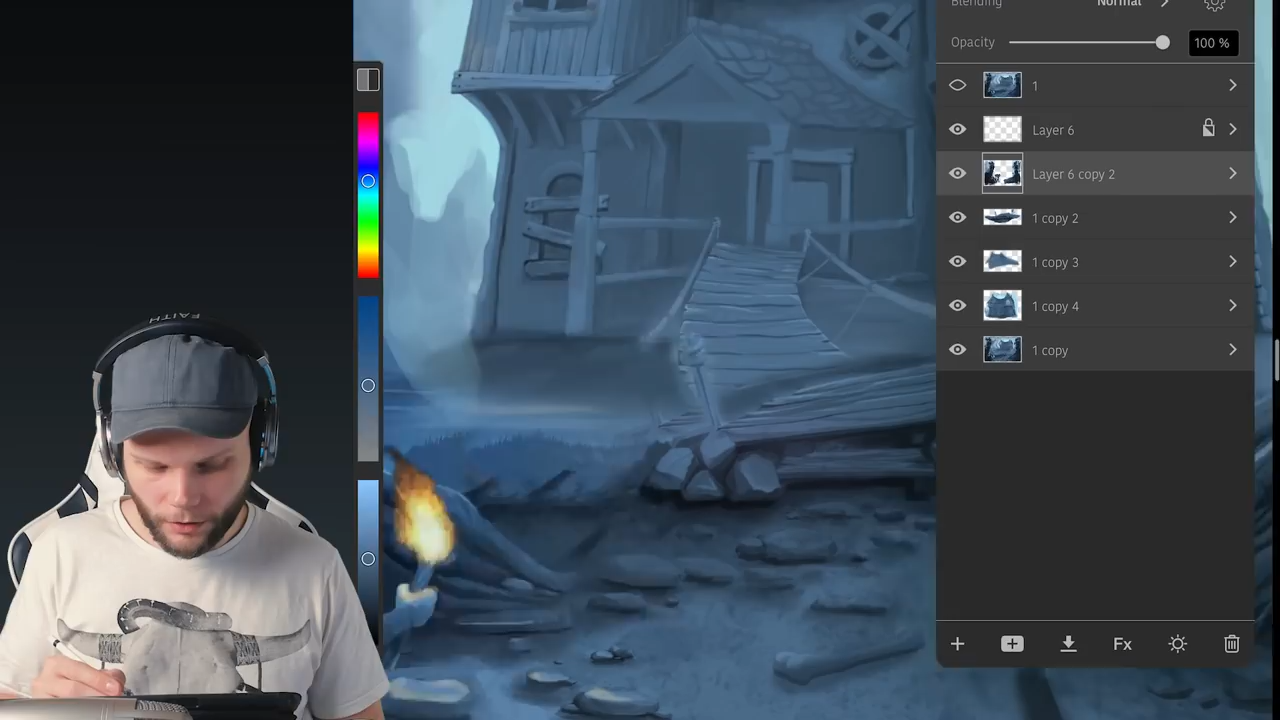 Blending Normal
Opacity 100 %
1
Layer 6
Layer 6 copy 2
1 copy 2
1 copy 3
1 copy 4
1 copy
Fx
FAITH